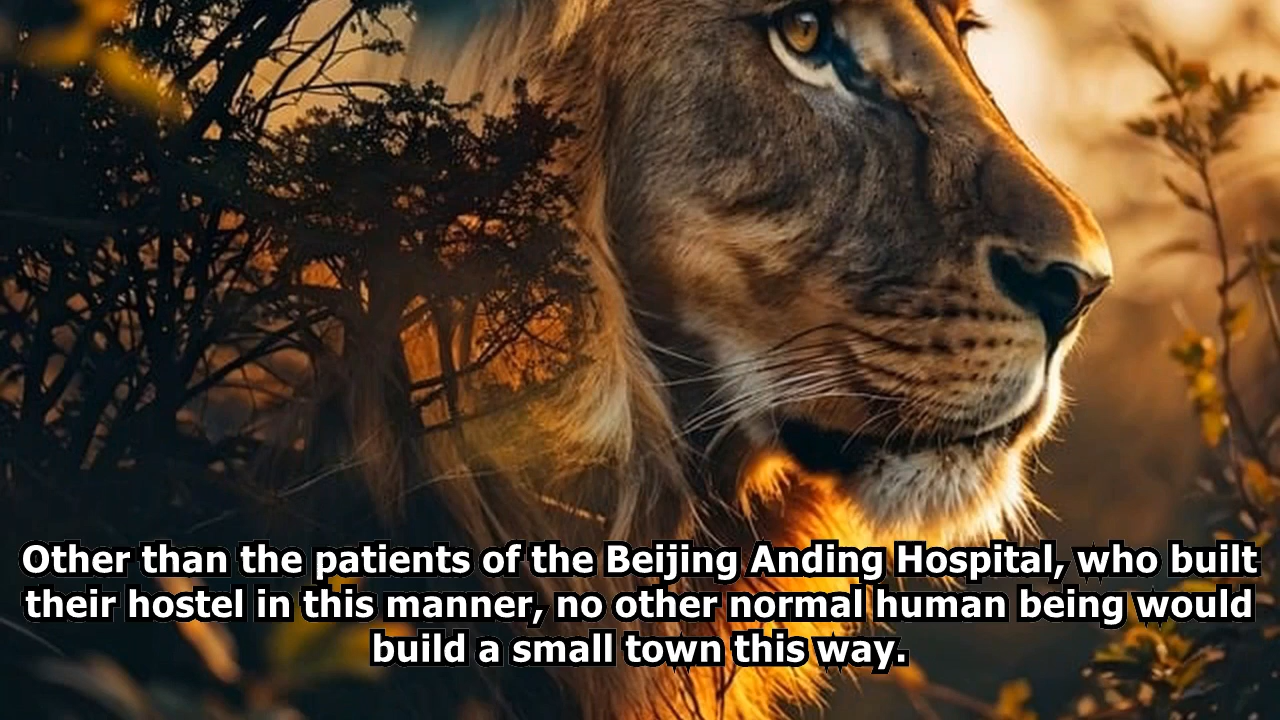 Other than the patients of the Beijing Anding Hospital, who built
their hostel in this manner, no other normal human being would
build a small town this way.